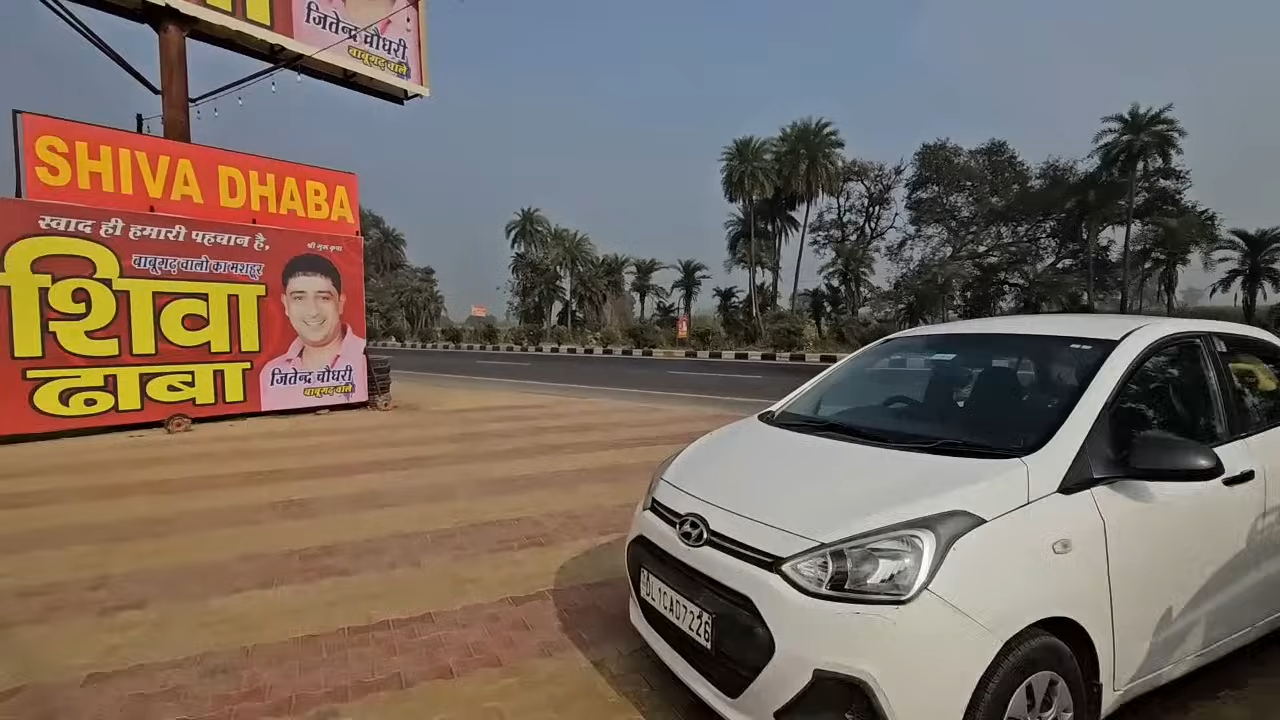 जितेन्द्र चौधरी
बाबूगढ़ वाले
SHIVA DHABA
स्वाद ही हमारी पहचान है,
श्री गुरू कृपा
बाबूगढ़ वालो का मशहूर
शिवा
ढाबा
जितेन्द्र चौधरी
बाबूगढ़ वाले
DL1CAD7226